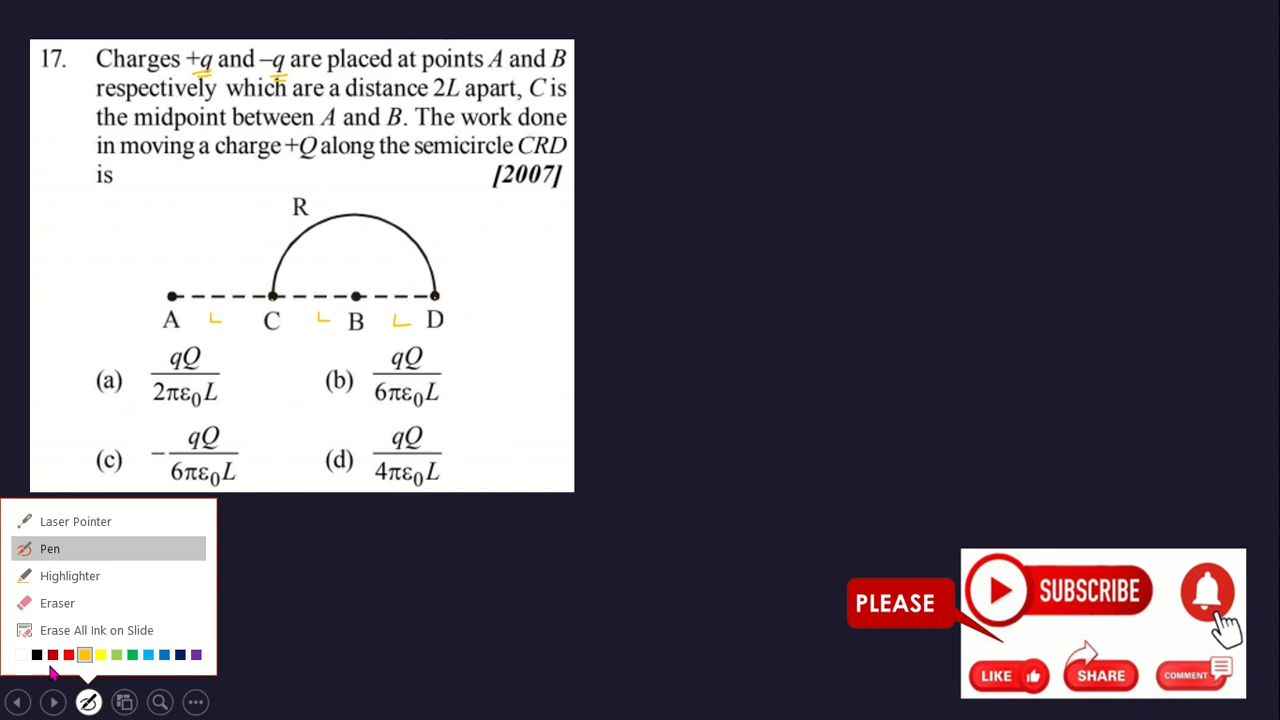 17. Charges +q and –q are placed at points A and B
respectively which are a distance 2L apart, C is
the midpoint between A and B. The work done
in moving a charge +Q along the semicircle CRD
is [2007]
R
A L C L B L D
(a) qQ/2πε₀L (b) qQ/6πε₀L
(c) –qQ/6πε₀L (d) qQ/4πε₀L
Laser Pointer
Pen
Highlighter
Eraser
Erase All Ink on Slide
PLEASE
SUBSCRIBE
LIKE SHARE COMMENT